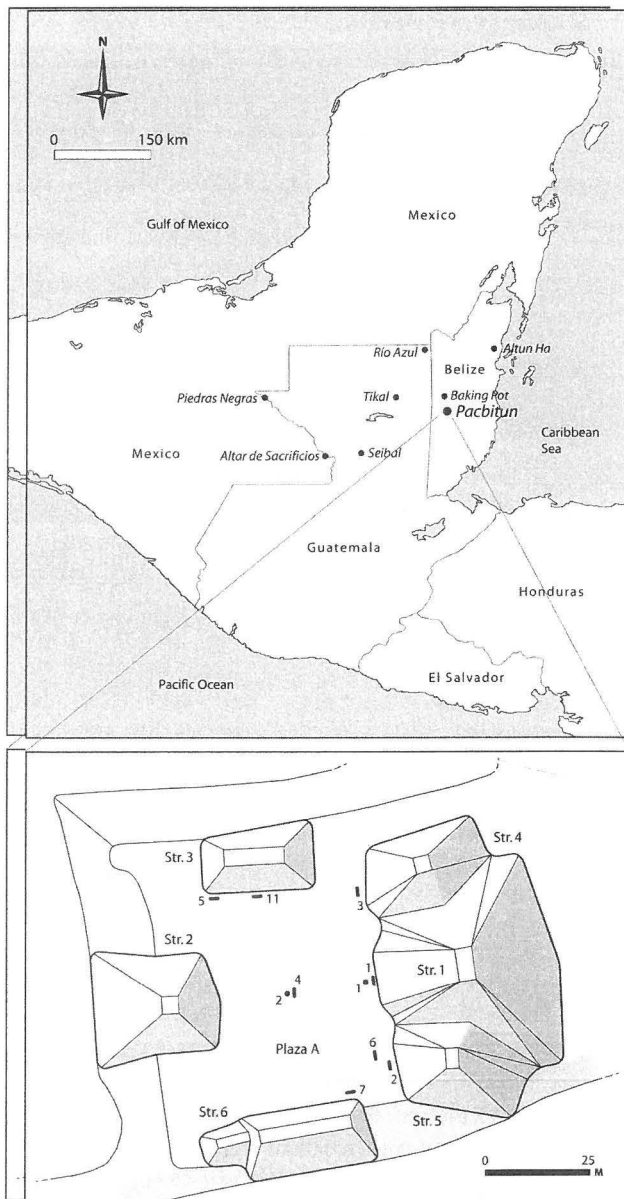 N
0 150 km
Gulf of Mexico
Mexico
Río Azul
Altun Ha
Belize
Piedras Negras
Tikal
Baking Pot
Pacbitun
Caribbean
Sea
Mexico
Altar de Sacrificios
Seibal
Guatemala
Honduras
El Salvador
Pacific Ocean
Str. 4
Str. 3
5
11
3
Str. 2
4
2
1
1
Str. 1
Plaza A
6
2
7
Str. 6
Str. 5
0 25
M